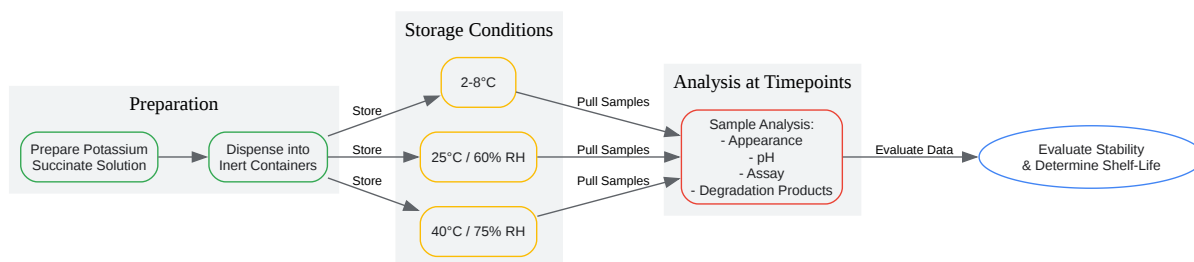 Preparation
Prepare Potassium
Succinate Solution
Dispense into
Inert Containers
Store
Store
Store
Storage Conditions
2-8°C
25°C / 60% RH
40°C / 75% RH
Pull Samples
Pull Samples
Pull Samples
Analysis at Timepoints
Sample Analysis:
- Appearance
- pH
- Assay
- Degradation Products
Evaluate Data
Evaluate Stability
& Determine Shelf-Life